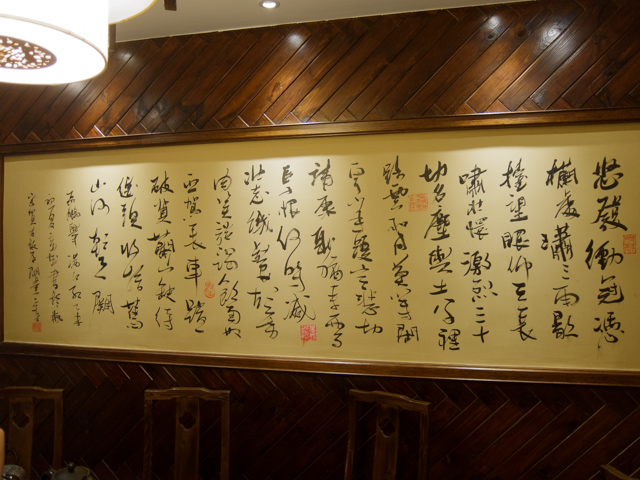 怒髮衝冠憑
欄處瀟瀟雨歇
抬望眼仰天長
嘯壯懷激烈三十
功名塵與土八千里
路雲和月莫等閑
白了少年頭空悲切
靖康恥猶未雪
臣子恨何時滅
壯志飢餐胡虜
肉笑談渴飲匈奴
血駕長車踏
破賀蘭山缺待
從頭收拾舊
山河朝天闕